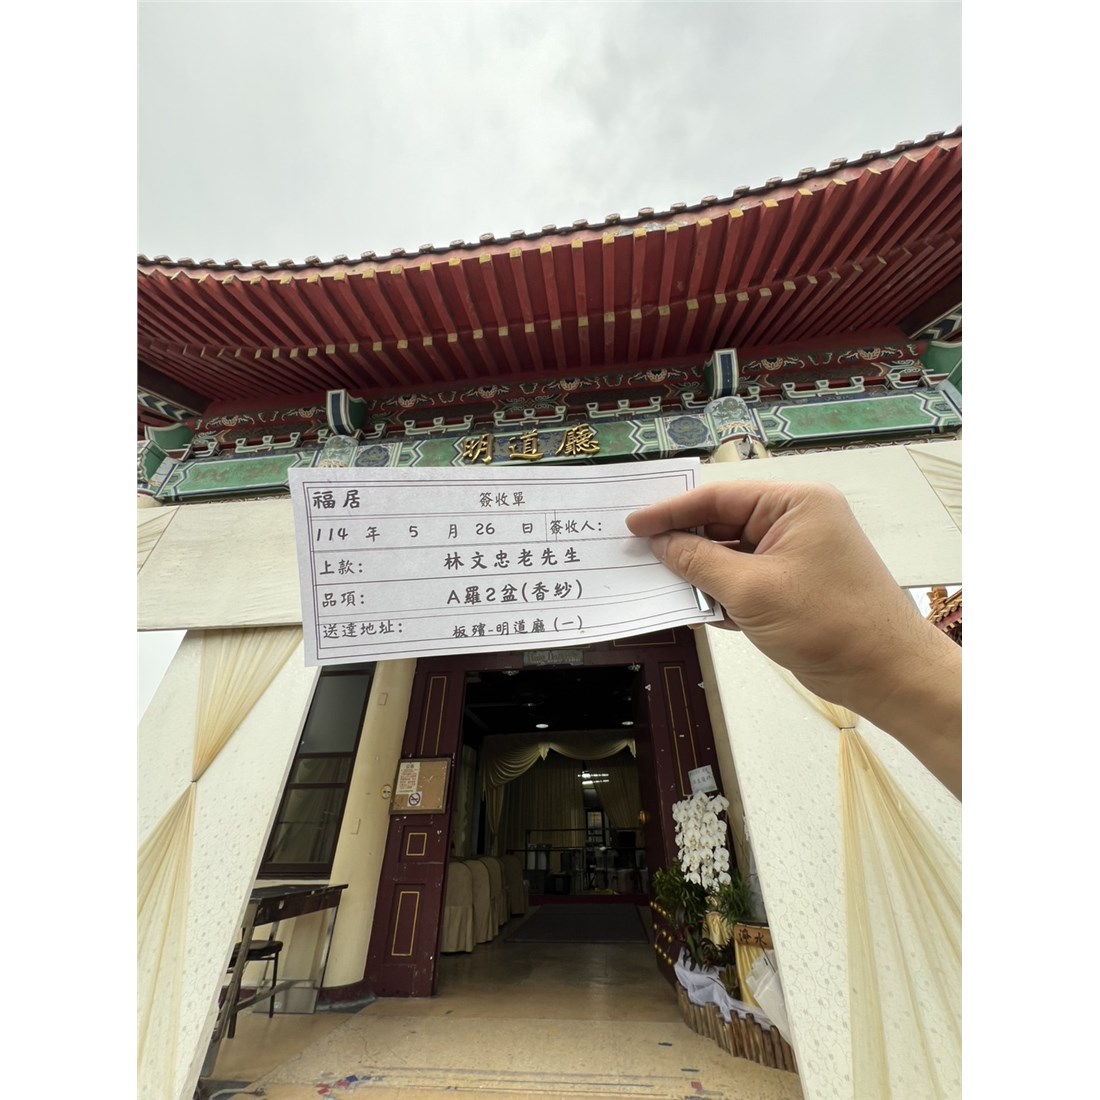 明道廳
福居 簽收單
114 年 5 月 26 日 簽收人:
上款: 林文忠老先生
品項: A羅2盆(香紗)
送達地址: 板殯-明道廳(一)
淨水